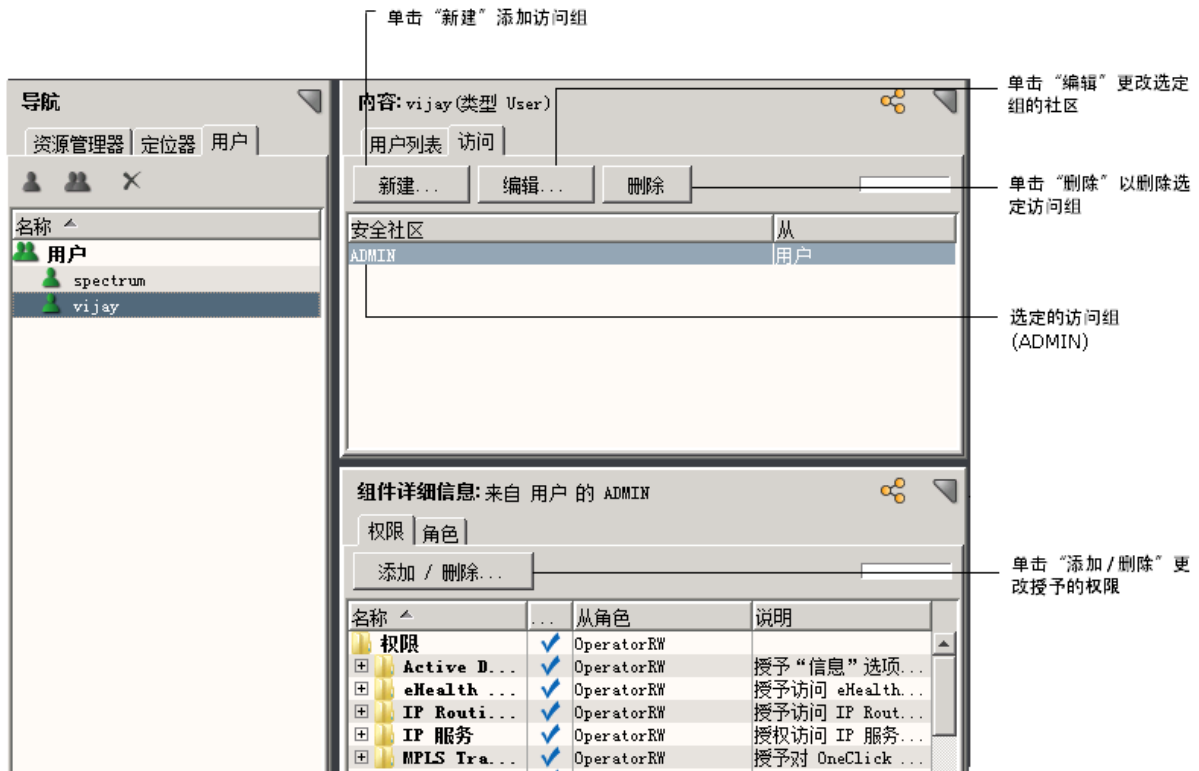 单击“新建”添加访问组
导航
资源管理器 定位器 用户
名称
用户
spectrum
vijay
内容: vijay(类型 User)
用户列表 访问
新建... 编辑... 删除
安全社区 从
ADMIN 用户
单击“编辑”更改选定
组的社区
单击“删除”以删除选
定访问组
选定的访问组
(ADMIN)
组件详细信息: 来自 用户 的 ADMIN
权限 角色
添加 / 删除...
单击“添加/删除”更
改授予的权限
名称 ... 从角色 说明
权限 OperatorRW
Active D... OperatorRW 授予“信息”选项...
eHealth ... OperatorRW 授予访问 eHealth...
IP Routi... OperatorRW 授予访问 IP Rout...
IP 服务 OperatorRW 授权访问 IP 服务...
MPLS Tra... OperatorRW 授予对 OneClick ...